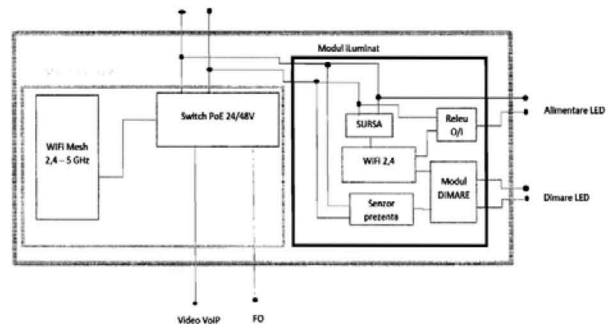 Modul iLuminat
Switch PoE 24/48V
WIFI Mesh
2,4 – 5 GHz
SURSA
Releu
O/I
Alimentare LED
WIFI 2,4
Modul
DIMARE
Senzor
prezenta
Dimare LED
Video VoIP
FO